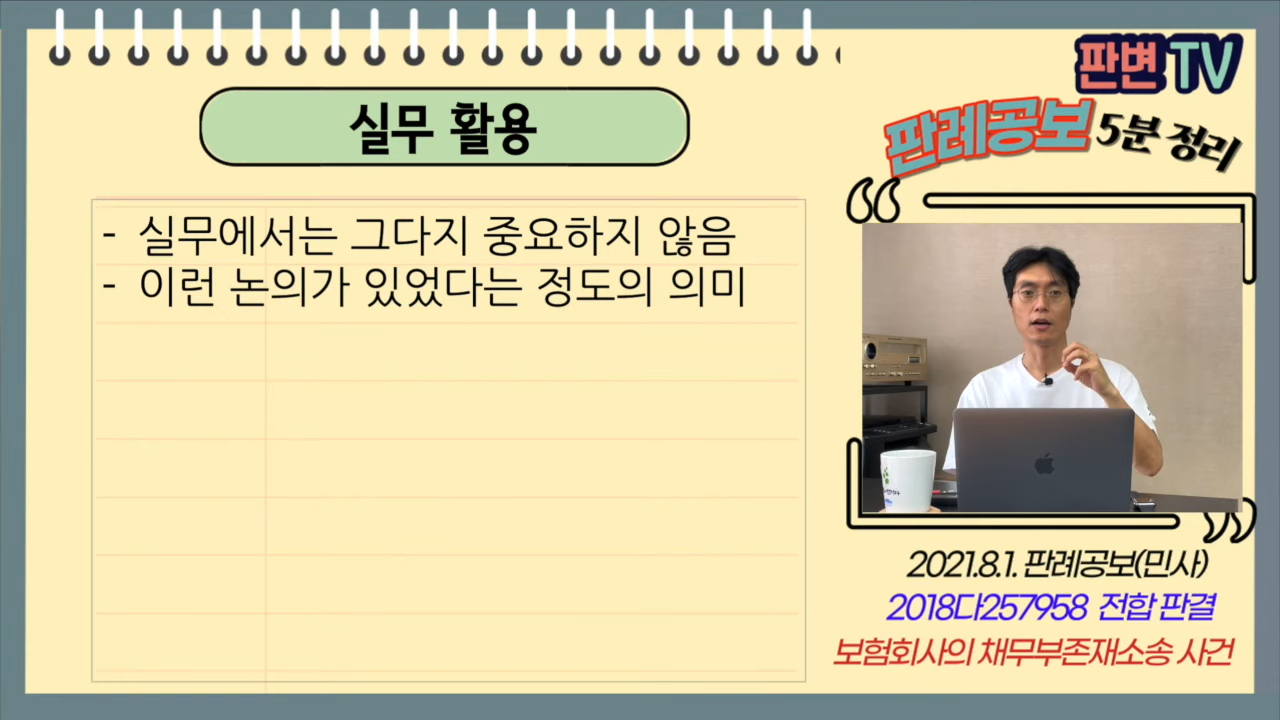 판변 TV
판례공보 5분 정리
실무 활용
- 실무에서는 그다지 중요하지 않음
- 이런 논의가 있었다는 정도의 의미
2021.8.1. 판례공보(민사)
2018다257958 전합 판결
보험회사의 채무부존재소송 사건